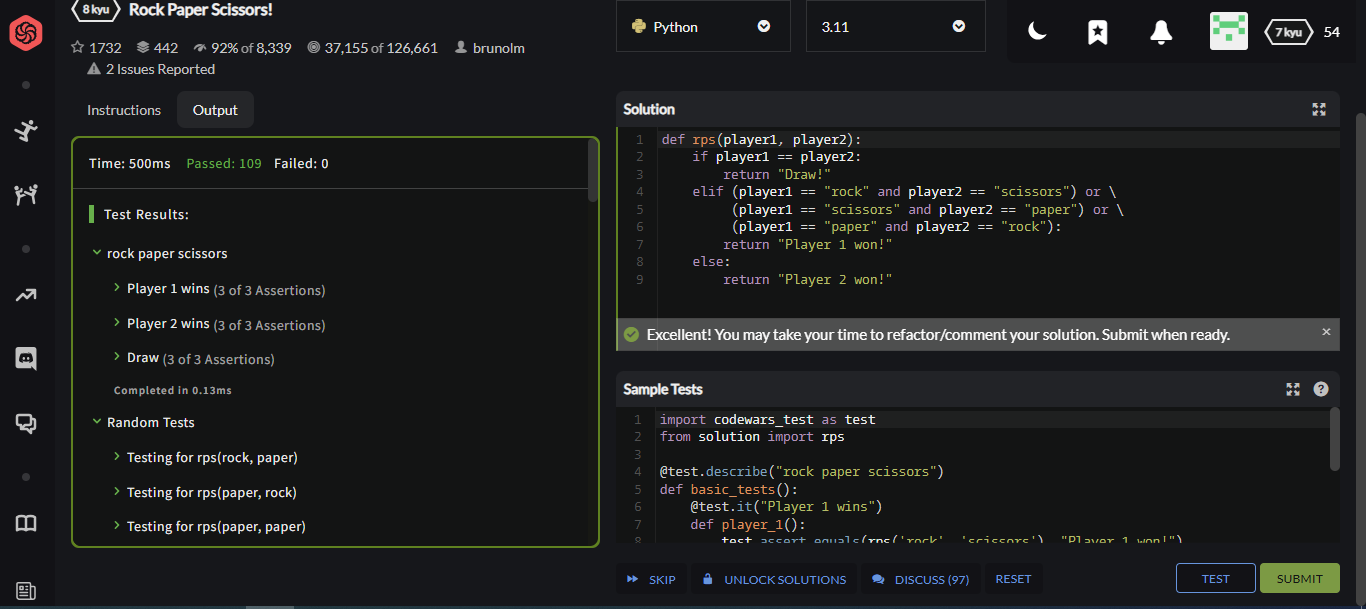 8 kyu Rock Paper Scissors!
1732 442 92% of 8,339 37,155 of 126,661 brunolm
2 Issues Reported
Python 3.11 7 kyu 54
Instructions Output
Time: 500ms Passed: 109 Failed: 0
Test Results:
rock paper scissors
Player 1 wins (3 of 3 Assertions)
Player 2 wins (3 of 3 Assertions)
Draw (3 of 3 Assertions)
Completed in 0.13ms
Random Tests
Testing for rps(rock, paper)
Testing for rps(paper, rock)
Testing for rps(paper, paper)
Solution
1 def rps(player1, player2):
2 if player1 == player2:
3 return "Draw!"
4 elif (player1 == "rock" and player2 == "scissors") or \
5 (player1 == "scissors" and player2 == "paper") or \
6 (player1 == "paper" and player2 == "rock"):
7 return "Player 1 won!"
8 else:
9 return "Player 2 won!"
Excellent! You may take your time to refactor/comment your solution. Submit when ready.
Sample Tests
1 import codewars_test as test
2 from solution import rps
3
4 @test.describe("rock paper scissors")
5 def basic_tests():
6 @test.it("Player 1 wins")
7 def player_1():
8 test.assert_equals(rps('rock', 'scissors'), "Player 1 won!")
SKIP UNLOCK SOLUTIONS DISCUSS (97) RESET TEST SUBMIT